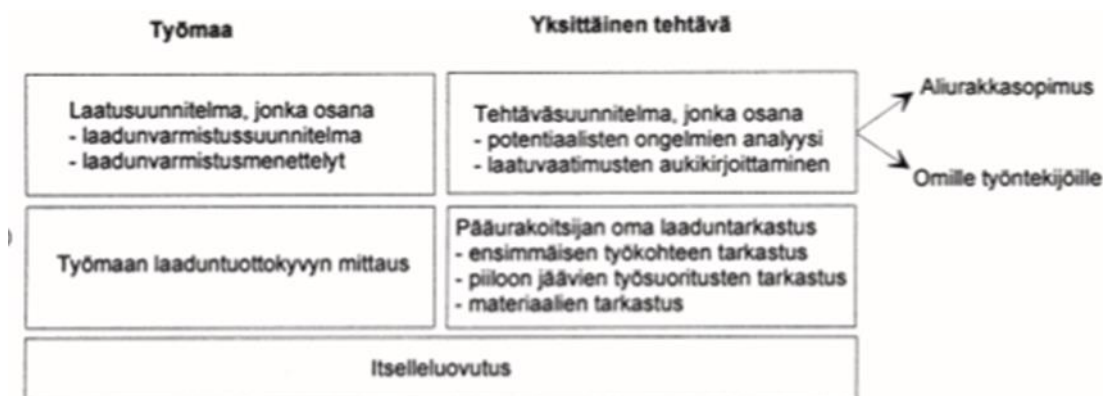 Työmaa
Yksittäinen tehtävä
Laatusuunnitelma, jonka osana
- laadunvarmistussuunnitelma
- laadunvarmistusmenettelyt
Tehtäväsuunnitelma, jonka osana
- potentiaalisten ongelmien analyysi
- laatuvaatimusten aukikirjoittaminen
Aliurakkasopimus
Omille työntekijöille
Työmaan laaduntuottokyvyn mittaus
Pääurakoitsijan oma laaduntarkastus
- ensimmäisen työkohteen tarkastus
- piiloon jäävien työsuoritusten tarkastus
- materiaalien tarkastus
Itselleluovutus